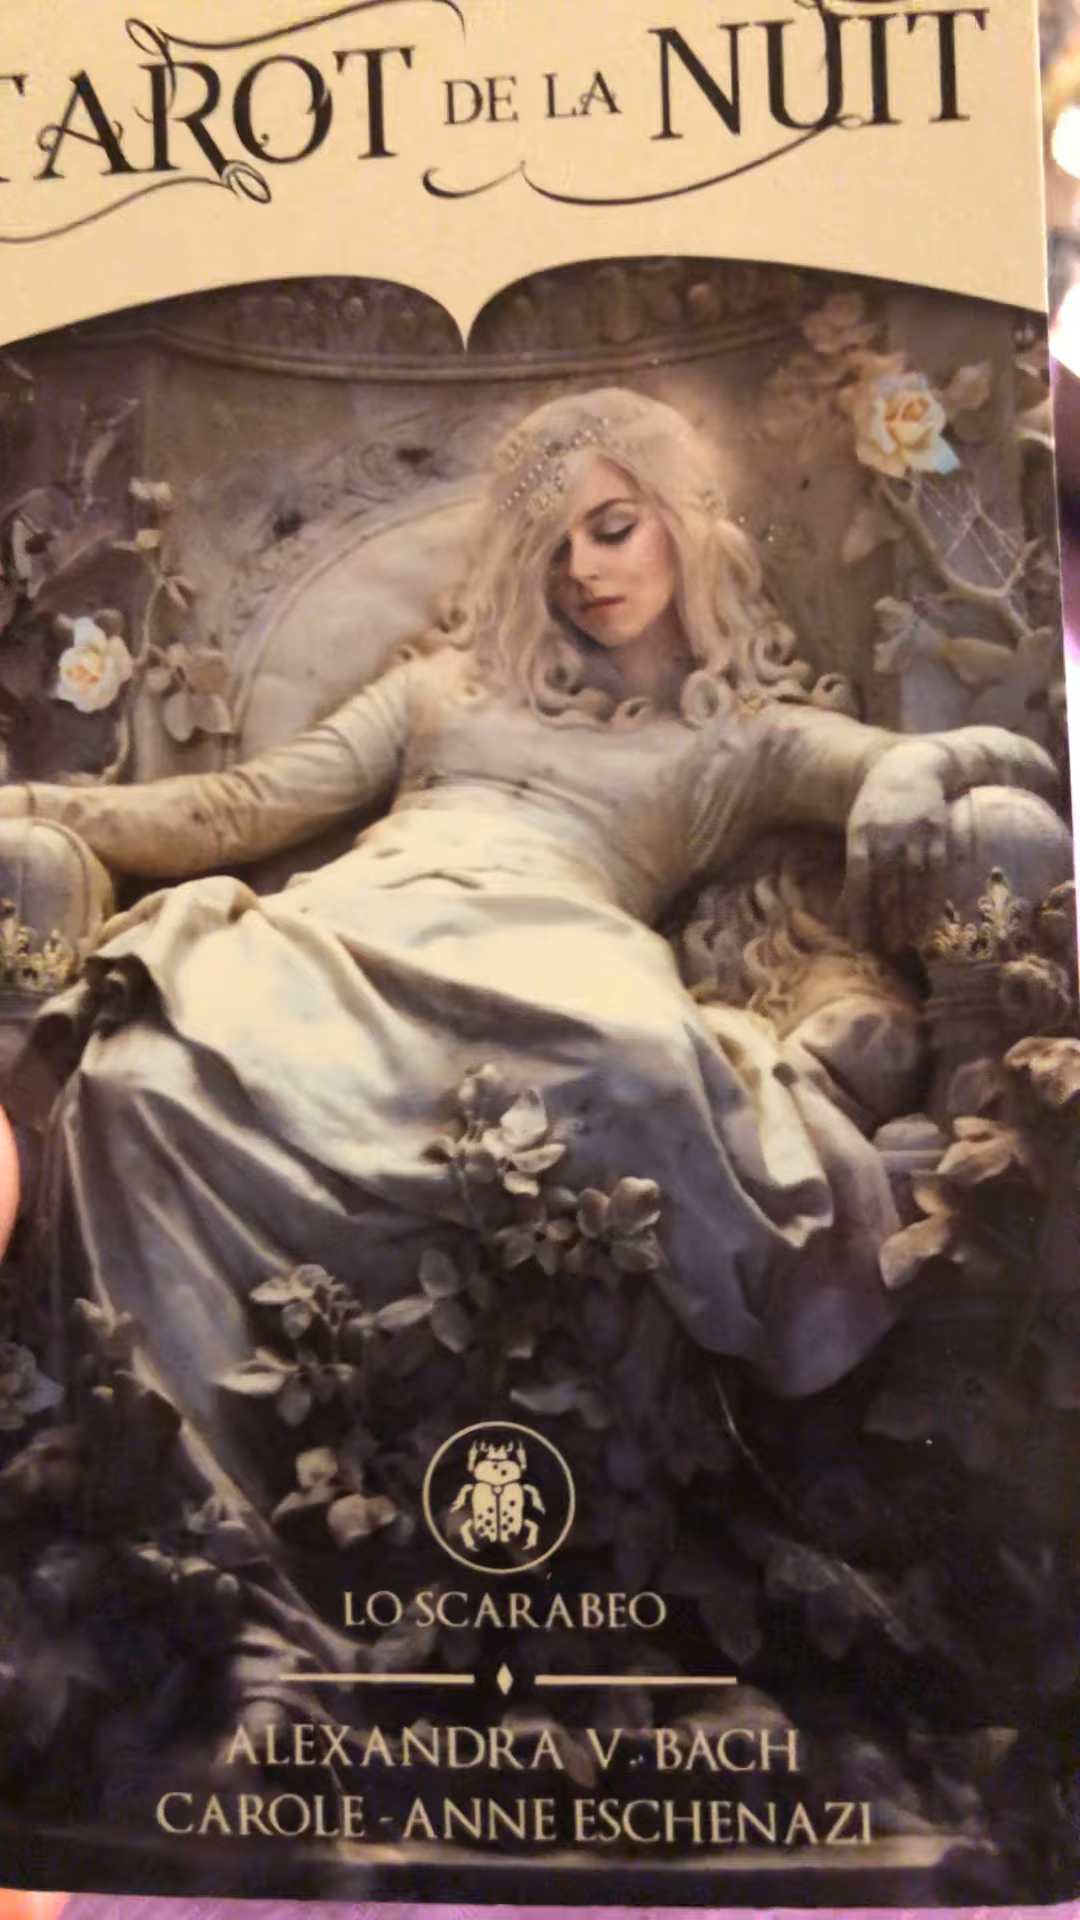 TAROT DE LA NUIT
LO SCARABEO
ALEXANDRA V. BACH
CAROLE-ANNE ESCHENAZI